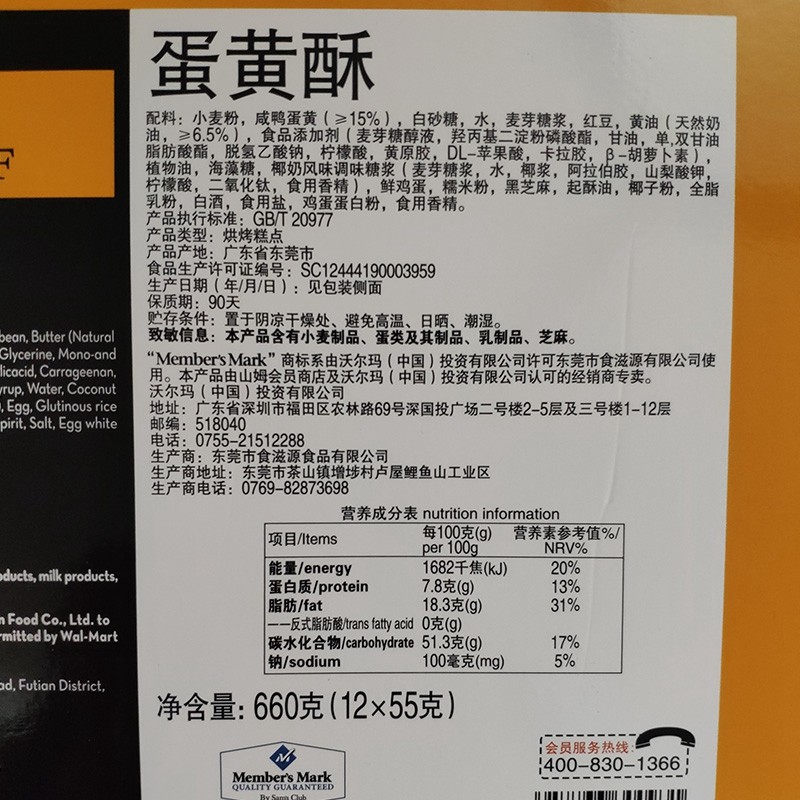 蛋黄酥
配料：小麦粉，咸鸭蛋黄（≥15%），白砂糖，水，麦芽糖浆，红豆，黄油（天然奶
油，≥6.5%），食品添加剂（麦芽糖醇液，羟丙基二淀粉磷酸酯，甘油，单,双甘油
脂肪酸酯，脱氢乙酸钠，柠檬酸，黄原胶，DL-苹果酸，卡拉胶，β-胡萝卜素），
植物油，海藻糖，椰奶风味调味糖浆（麦芽糖浆，水，椰浆，阿拉伯胶，山梨酸钾，
柠檬酸，二氧化钛，食用香精），鲜鸡蛋，糯米粉，黑芝麻，起酥油，椰子粉，全脂
乳粉，白酒，食用盐，鸡蛋蛋白粉，食用香精。
产品执行标准：GB/T 20977
产品类型：烘烤糕点
产品产地：广东省东莞市
食品生产许可证编号：SC12444190003959
生产日期（年/月/日）：见包装侧面
保质期：90天
贮存条件：置于阴凉干燥处、避免高温、日晒、潮湿。
致敏信息：本产品含有小麦制品、蛋类及其制品、乳制品、芝麻。
“Member's Mark”商标系由沃尔玛（中国）投资有限公司许可东莞市食滋源有限公司使
用。本产品由山姆会员商店及沃尔玛（中国）投资有限公司认可的经销商专卖。
沃尔玛（中国）投资有限公司
地址：广东省深圳市福田区农林路69号深国投广场二号楼2-5层及三号楼1-12层
邮编：518040
电话：0755-21512288
生产商：东莞市食滋源食品有限公司
生产商地址：东莞市茶山镇增埗村卢屋鲤鱼山工业区
生产商电话：0769-82873698
营养成分表 nutrition information
项目/Items 每100克(g) per 100g 营养素参考值%/ NRV%
能量/energy 1682千焦(kJ) 20%
蛋白质/protein 7.8克(g) 13%
脂肪/fat 18.3克(g) 31%
——反式脂肪酸/trans fatty acid 0克(g)
碳水化合物/carbohydrate 51.3克(g) 17%
钠/sodium 100毫克(mg) 5%
净含量：660克（12×55克）
Member's Mark
QUALITY GUARANTEED
By Sam's Club
会员服务热线：
400-830-1366
F
bean, Butter (Natural
Glycerine, Mono-and
licacid, Carrageenan,
yrup, Water, Coconut
, Egg, Glutinous rice
pirit, Salt, Egg white
oducts, milk products,
n Food Co., Ltd. to
rmitted by Wal-Mart
ad, Futian District,